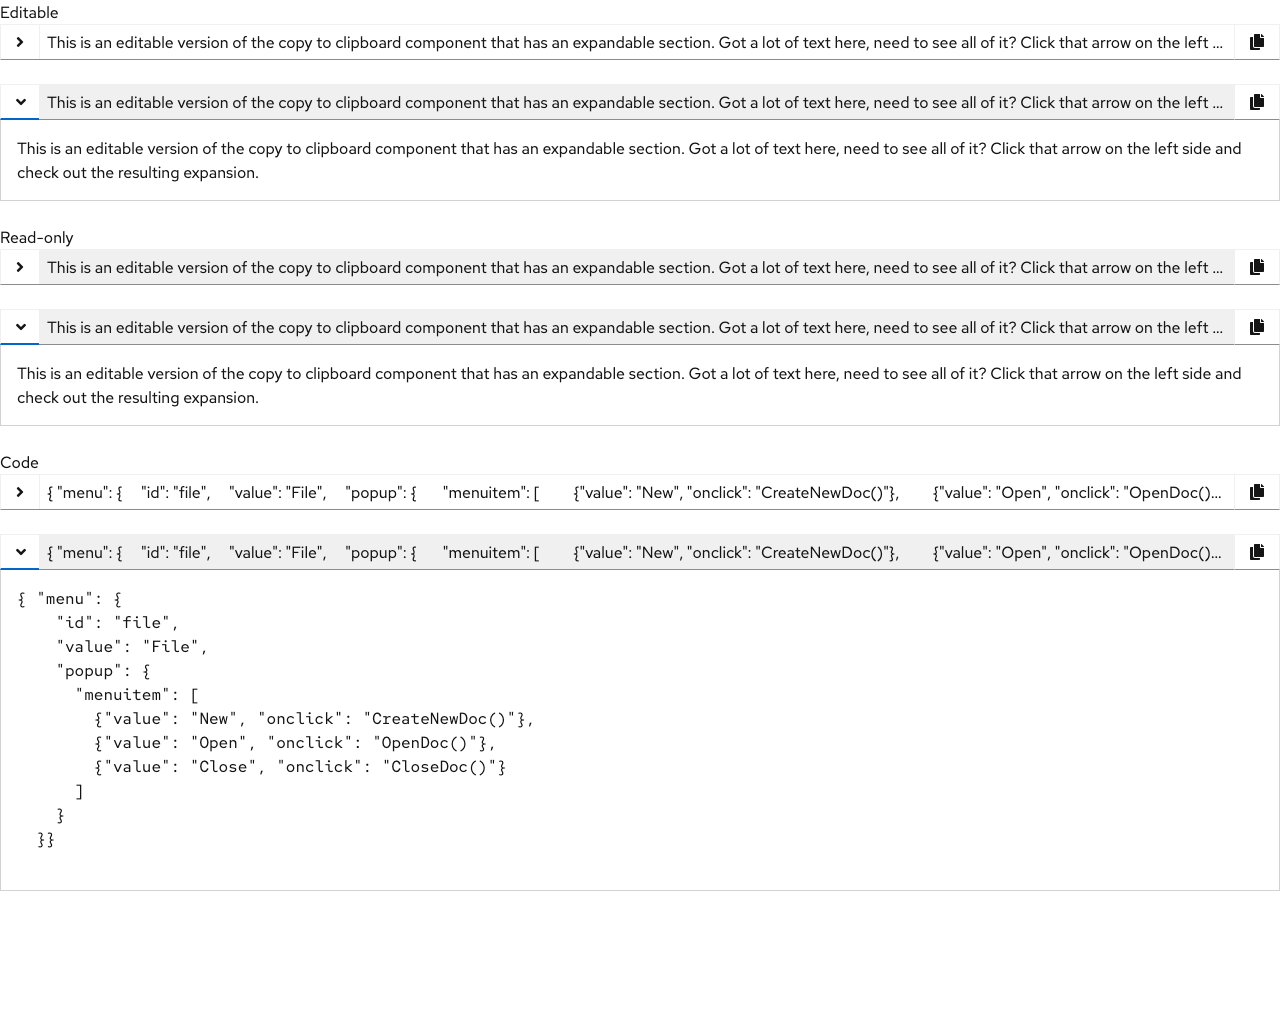 Editable
This is an editable version of the copy to clipboard component that has an expandable section. Got a lot of text here, need to see all of it? Click that arrow on the left ...
This is an editable version of the copy to clipboard component that has an expandable section. Got a lot of text here, need to see all of it? Click that arrow on the left ...
This is an editable version of the copy to clipboard component that has an expandable section. Got a lot of text here, need to see all of it? Click that arrow on the left side and
check out the resulting expansion.
Read-only
This is an editable version of the copy to clipboard component that has an expandable section. Got a lot of text here, need to see all of it? Click that arrow on the left ...
This is an editable version of the copy to clipboard component that has an expandable section. Got a lot of text here, need to see all of it? Click that arrow on the left ...
This is an editable version of the copy to clipboard component that has an expandable section. Got a lot of text here, need to see all of it? Click that arrow on the left side and
check out the resulting expansion.
Code
{ "menu": {     "id": "file",     "value": "File",     "popup": {       "menuitem": [         {"value": "New", "onclick": "CreateNewDoc()"},         {"value": "Open", "onclick": "OpenDoc()...
{ "menu": {     "id": "file",     "value": "File",     "popup": {       "menuitem": [         {"value": "New", "onclick": "CreateNewDoc()"},         {"value": "Open", "onclick": "OpenDoc()...
{ "menu": {
    "id": "file",
    "value": "File",
    "popup": {
      "menuitem": [
        {"value": "New", "onclick": "CreateNewDoc()"},
        {"value": "Open", "onclick": "OpenDoc()"},
        {"value": "Close", "onclick": "CloseDoc()"}
      ]
    }
  }}